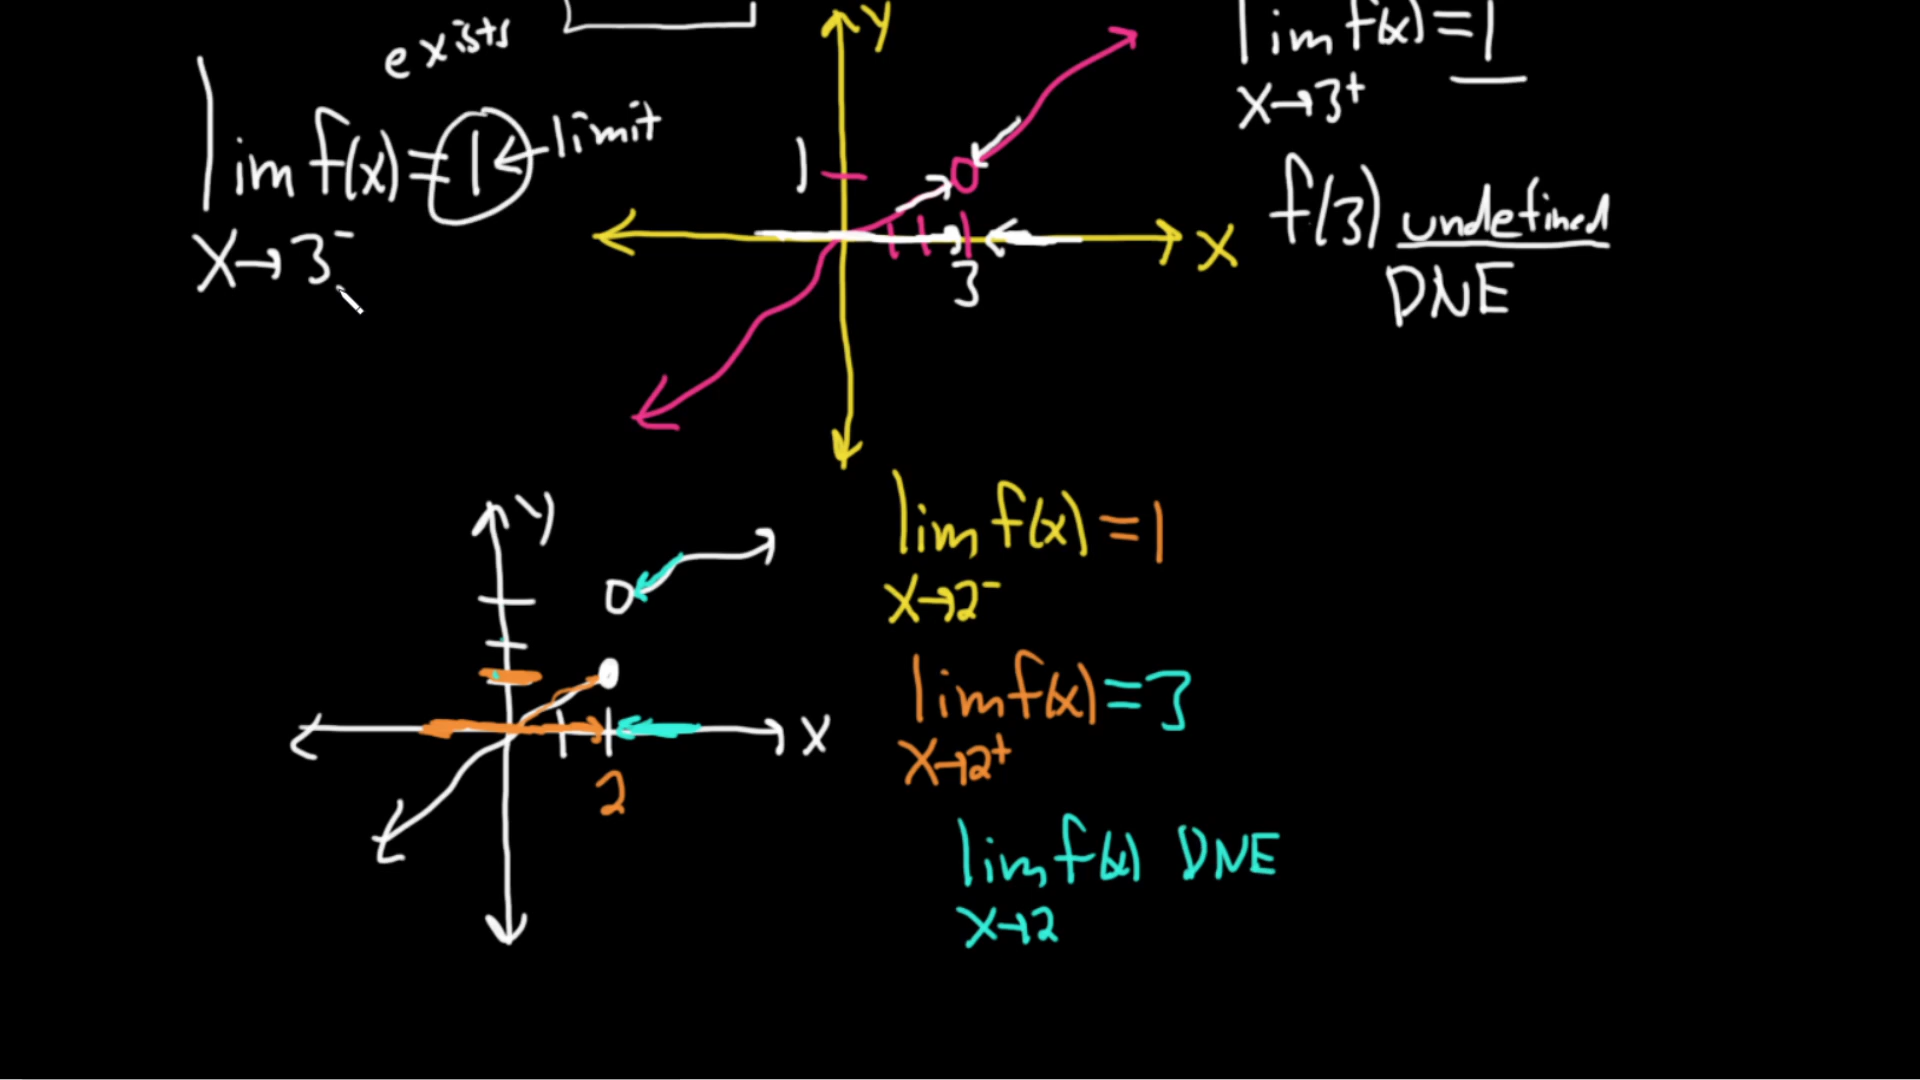 exists
lim f(x) = 1 ← limit
x→3⁻
y
1
3
x
lim f(x) = 1
x→3⁺
f(3) undefined
DNE
y
x
2
lim f(x) = 1
x→2⁻
lim f(x) = 3
x→2⁺
lim f(x) DNE
x→2